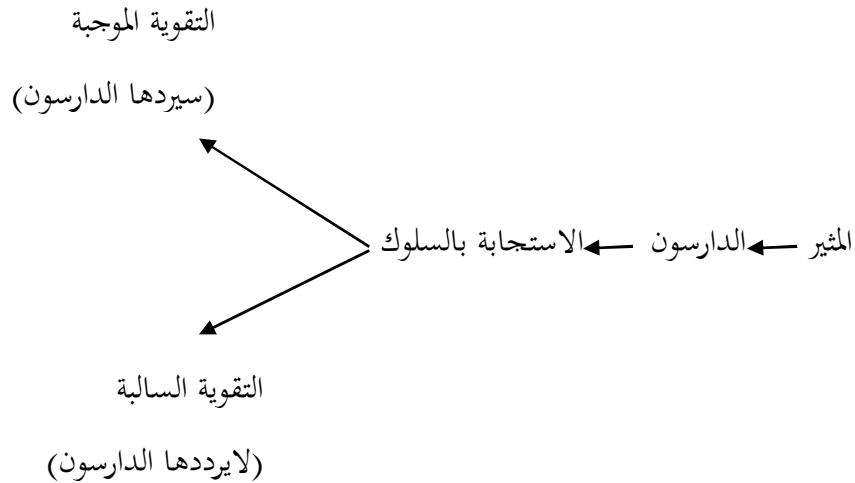 التقوية الموجبة
(سيردها الدارسون)
المثير الدارسون الاستجابة بالسلوك
التقوية السالبة
(لايرددها الدارسون)